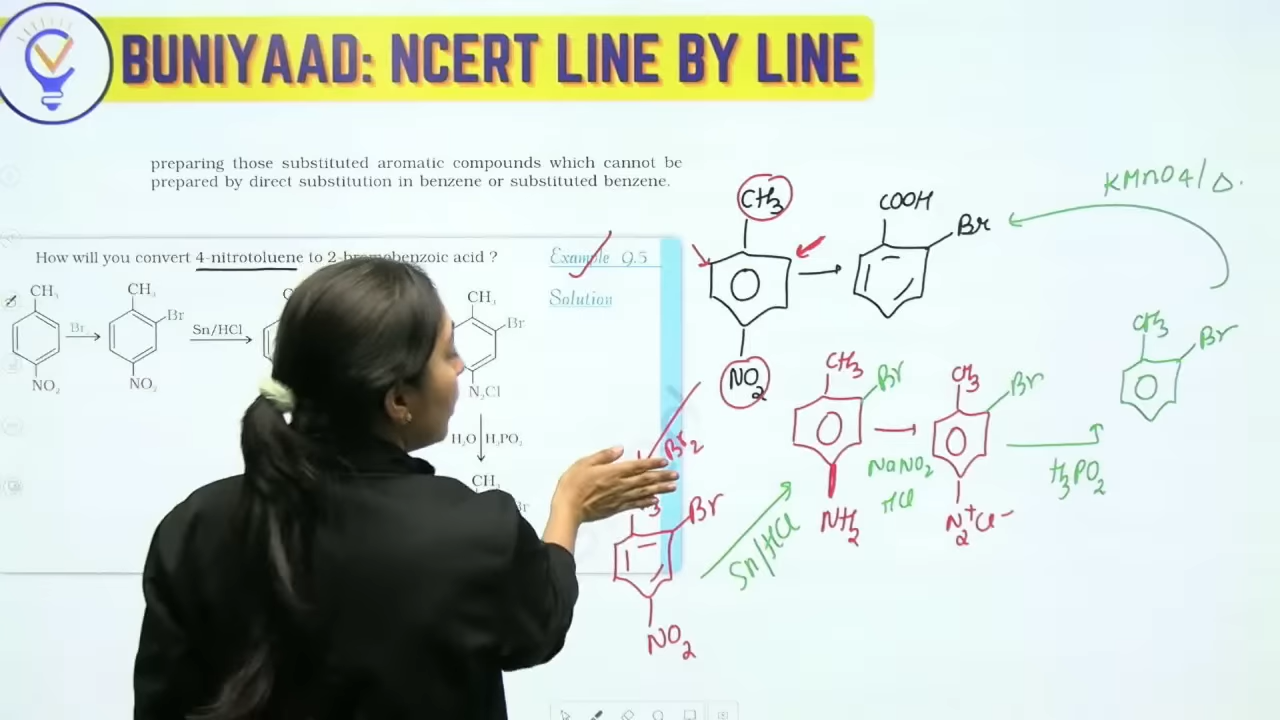 BUNIYAAD: NCERT LINE BY LINE
preparing those substituted aromatic compounds which cannot be
prepared by direct substitution in benzene or substituted benzene.
How will you convert 4-nitrotoluene to 2-bromobenzoic acid ?
Example 9.5
Solution
CH₃
Br₂
NO₂
CH₃
Br
NO₂
Sn/HCl
CH₃
Br
N₂Cl
H₂O
H₃PO₂
CH₃
Br
CH₃
NO₂
COOH
Br
KMnO4/Δ.
Br₂
Br
NO₂
Sn/HCl
CH₃
Br
NH₂
NaNO₂
HCl
CH₃
Br
N₂⁺Cl⁻
H₃PO₂
CH₃
Br